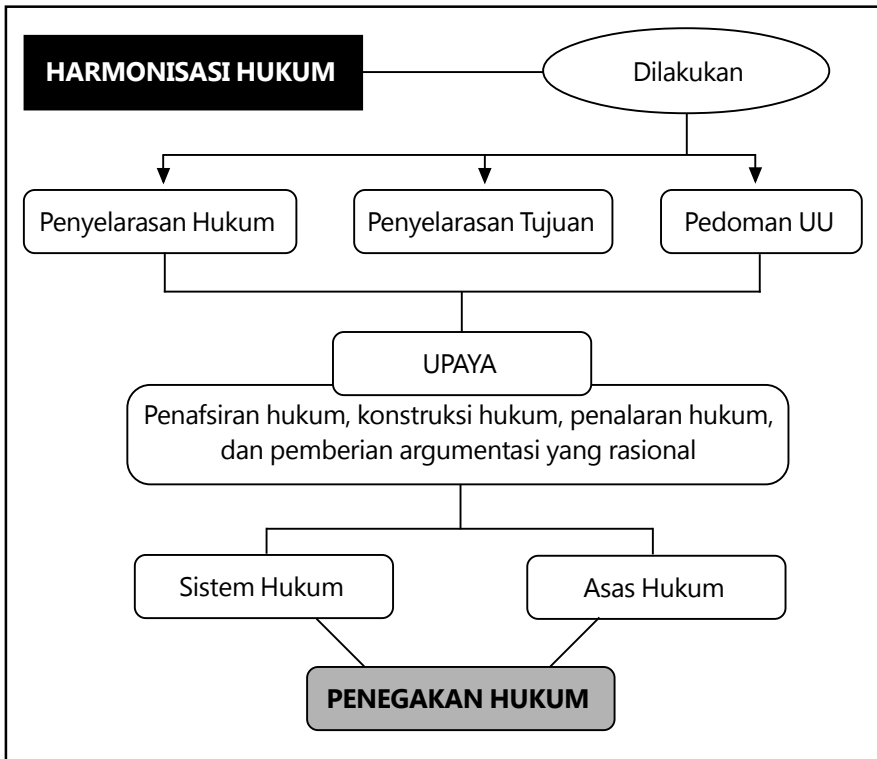 HARMONISASI HUKUM
Dilakukan
Penyelarasan Hukum
Penyelarasan Tujuan
Pedoman UU
UPAYA
Penafsiran hukum, konstruksi hukum, penalaran hukum,
dan pemberian argumentasi yang rasional
Sistem Hukum
Asas Hukum
PENEGAKAN HUKUM